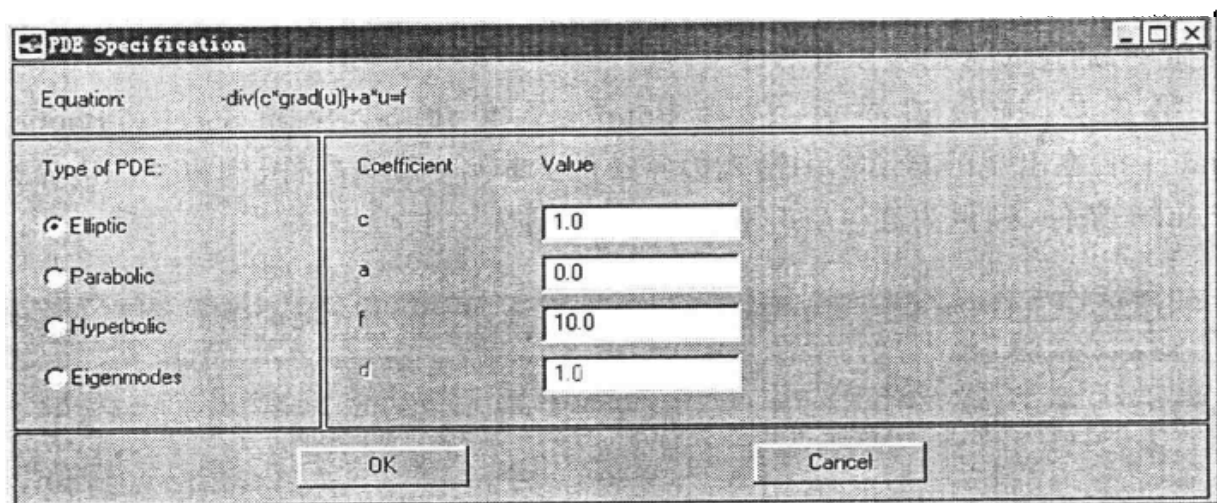 PDE Specification
Equation: -div(c*grad(u))+a*u=f
Type of PDE:
Elliptic
Parabolic
Hyperbolic
Eigenmodes
Coefficient Value
c 1.0
a 0.0
f 10.0
d 1.0
OK Cancel